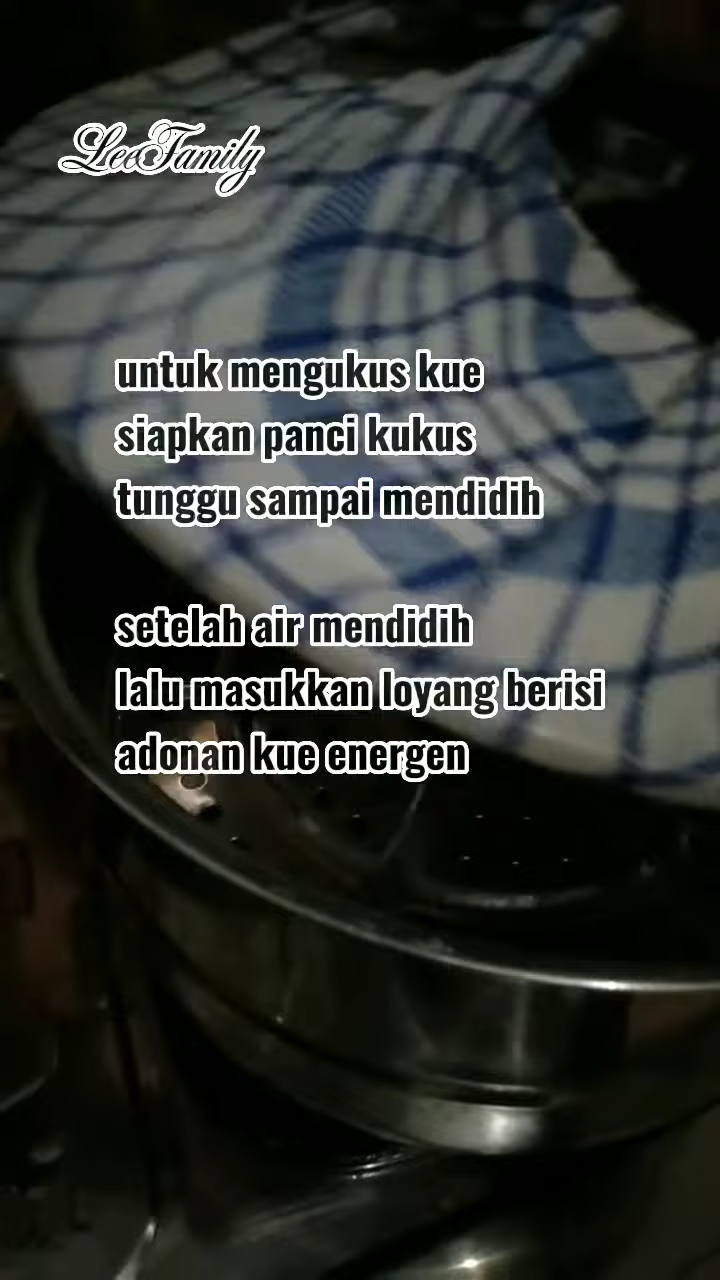 LeeFamily
untuk mengukus kue
siapkan panci kukus
tunggu sampai mendidih
setelah air mendidih
lalu masukkan loyang berisi
adonan kue energen